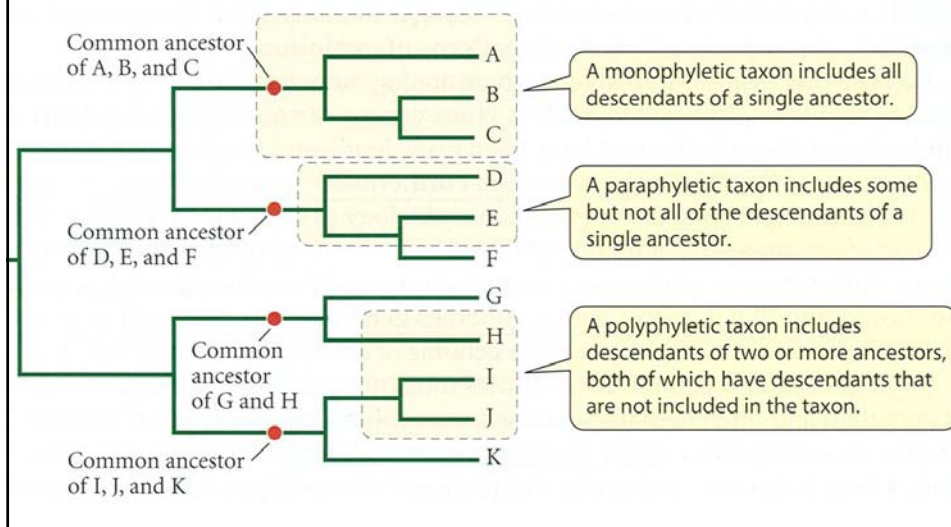 Common ancestor
of A, B, and C
A
B
C
A monophyletic taxon includes all
descendants of a single ancestor.
D
E
F
Common ancestor
of D, E, and F
A paraphyletic taxon includes some
but not all of the descendants of a
single ancestor.
G
H
Common
ancestor
of G and H
I
J
A polyphyletic taxon includes
descendants of two or more ancestors,
both of which have descendants that
are not included in the taxon.
K
Common ancestor
of I, J, and K